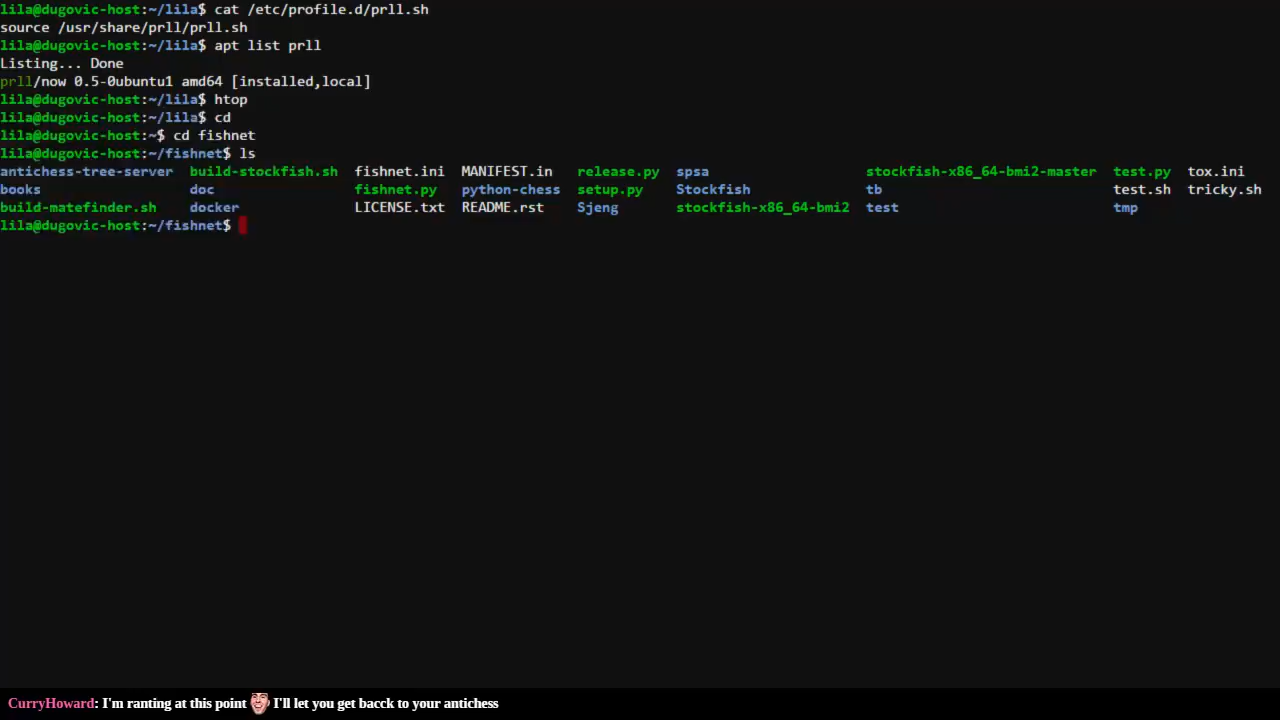 lila@dugovic-host:~/lila$ cat /etc/profile.d/prll.sh
source /usr/share/prll/prll.sh
lila@dugovic-host:~/lila$ apt list prll
Listing... Done
prll/now 0.5-0ubuntu1 amd64 [installed,local]
lila@dugovic-host:~/lila$ htop
lila@dugovic-host:~/lila$ cd
lila@dugovic-host:~$ cd fishnet
lila@dugovic-host:~/fishnet$ ls
antichess-tree-server build-stockfish.sh fishnet.ini MANIFEST.in release.py spsa stockfish-x86_64-bmi2-master test.py tox.ini
books doc fishnet.py python-chess setup.py Stockfish tb test.sh tricky.sh
build-matefinder.sh docker LICENSE.txt README.rst Sjeng stockfish-x86_64-bmi2 test tmp
lila@dugovic-host:~/fishnet$
CurryHoward: I'm ranting at this point I'll let you get bacck to your antichess